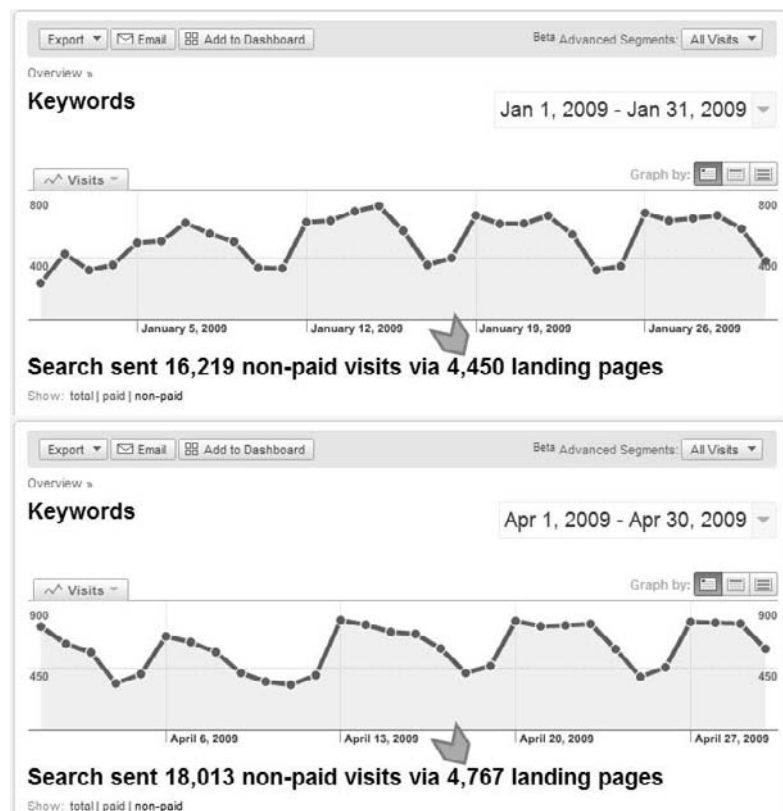 Export Email Add to Dashboard Beta Advanced Segments: All Visits
Overview »
Keywords
Jan 1, 2009 - Jan 31, 2009
Visits Graph by:
800 800
400 400
January 5, 2009 January 12, 2009 January 19, 2009 January 26, 2009
Search sent 16,219 non-paid visits via 4,450 landing pages
Show: total | paid | non-paid
Export Email Add to Dashboard Beta Advanced Segments: All Visits
Overview »
Keywords
Apr 1, 2009 - Apr 30, 2009
Visits Graph by:
900 900
450 450
April 6, 2009 April 13, 2009 April 20, 2009 April 27, 2009
Search sent 18,013 non-paid visits via 4,767 landing pages
Show: total | paid | non-paid